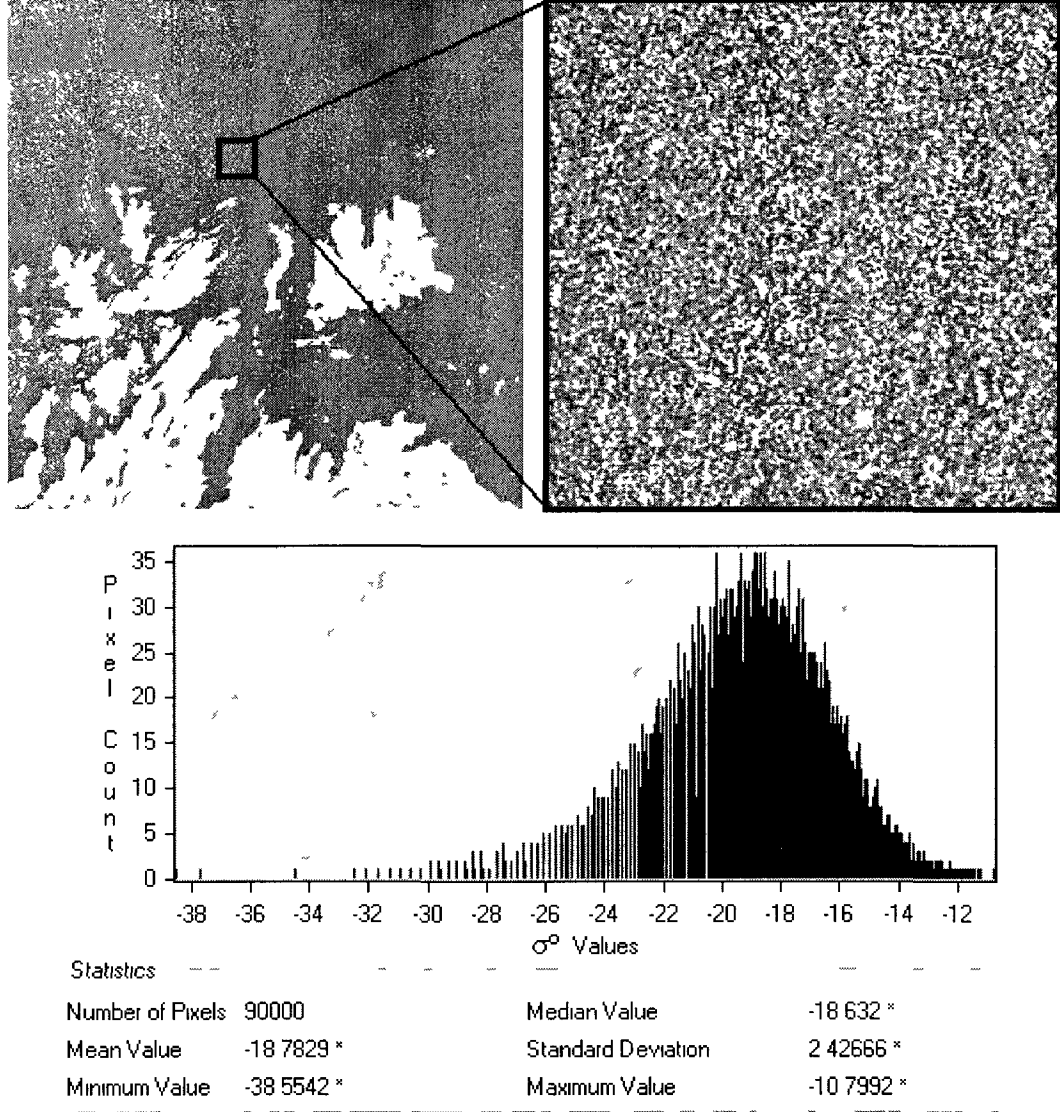 Pixel Count
35
30
25
20
15
10
5
0
-38 -36 -34 -32 -30 -28 -26 -24 -22 -20 -18 -16 -14 -12
σ° Values
Statistics
Number of Pixels 90000 Median Value -18 632 *
Mean Value -18 7829 * Standard Deviation 2 42666 *
Minimum Value -38 5542 * Maximum Value -10 7992 *